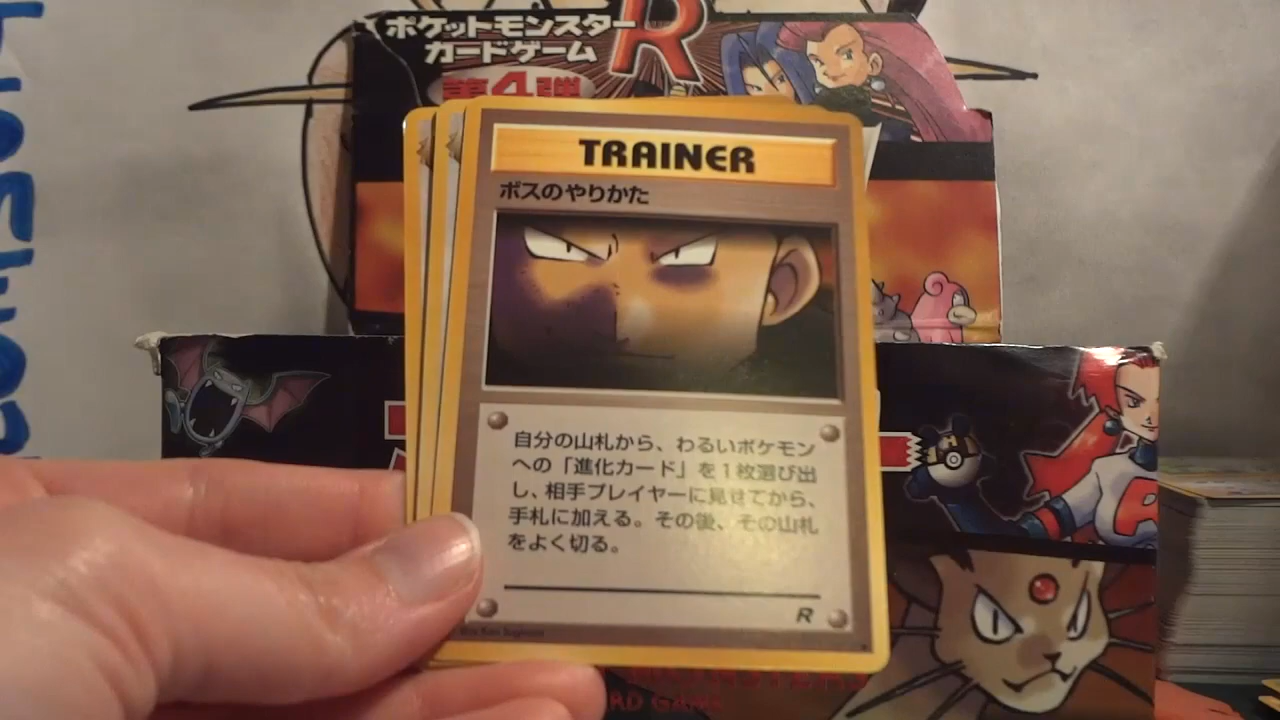 ポケットモンスター
カードゲーム
R
第4弾
TRAINER
ボスのやりかた
自分の山札から、わるいポケモン
への「進化カード」を1枚選び出
し、相手プレイヤーに見せてから、
手札に加える。その後、その山札
をよく切る。
R
R